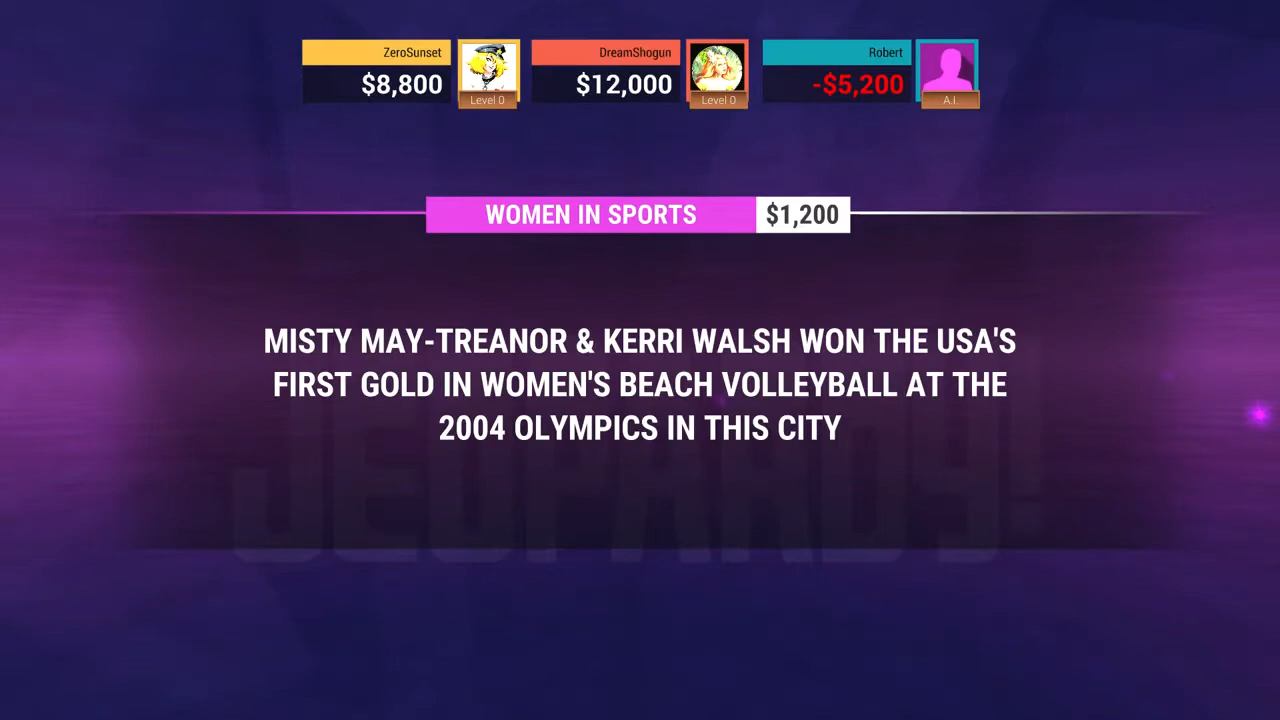 ZeroSunset
$8,800
Level 0
DreamShogun
$12,000
Level 0
Robert
-$5,200
A.I.
WOMEN IN SPORTS
$1,200
MISTY MAY-TREANOR & KERRI WALSH WON THE USA'S
FIRST GOLD IN WOMEN'S BEACH VOLLEYBALL AT THE
2004 OLYMPICS IN THIS CITY
JEOPARDY!